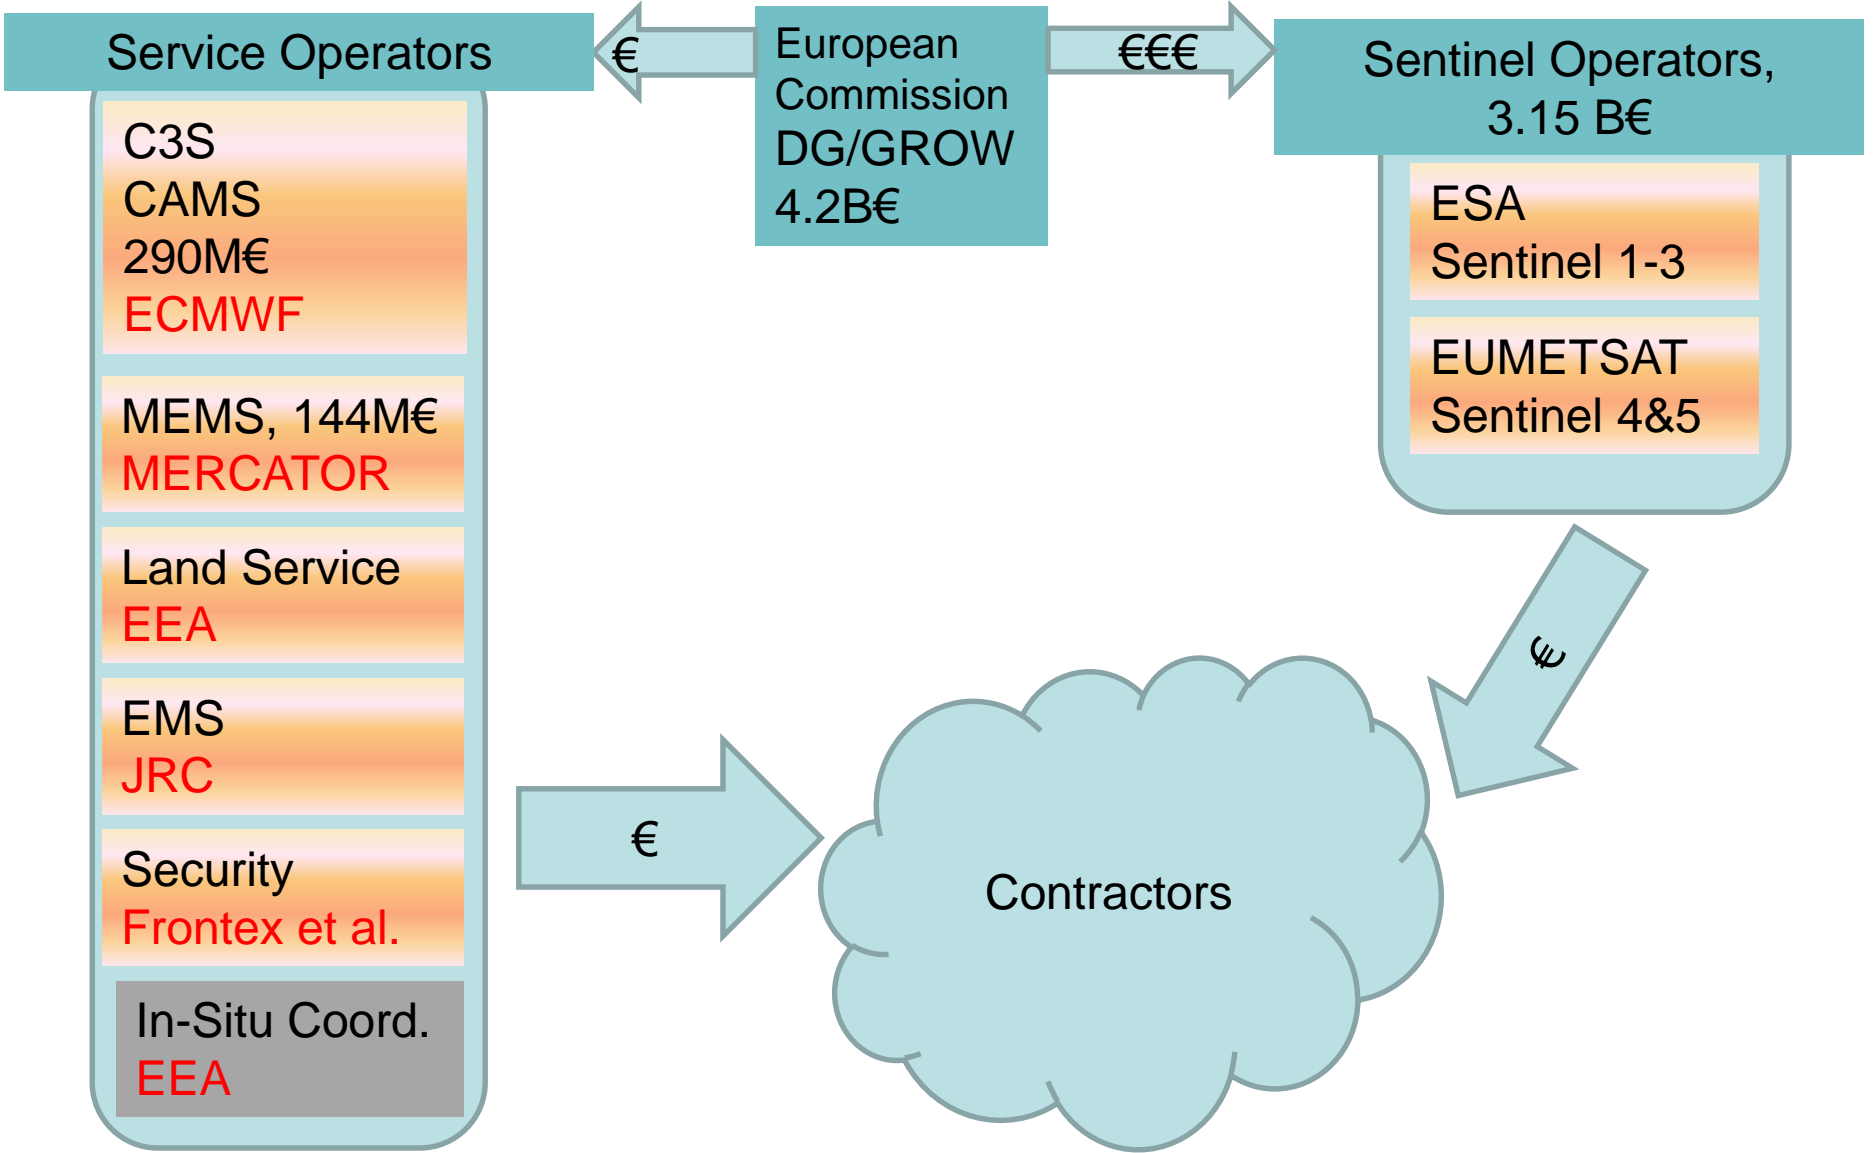 Service Operators
€
European
Commission
DG/GROW
4.2B€
€€€
Sentinel Operators,
3.15 B€
C3S
CAMS
290M€
ECMWF
MEMS, 144M€
MERCATOR
Land Service
EEA
EMS
JRC
Security
Frontex et al.
In-Situ Coord.
EEA
ESA
Sentinel 1-3
EUMETSAT
Sentinel 4&5
€
€
Contractors